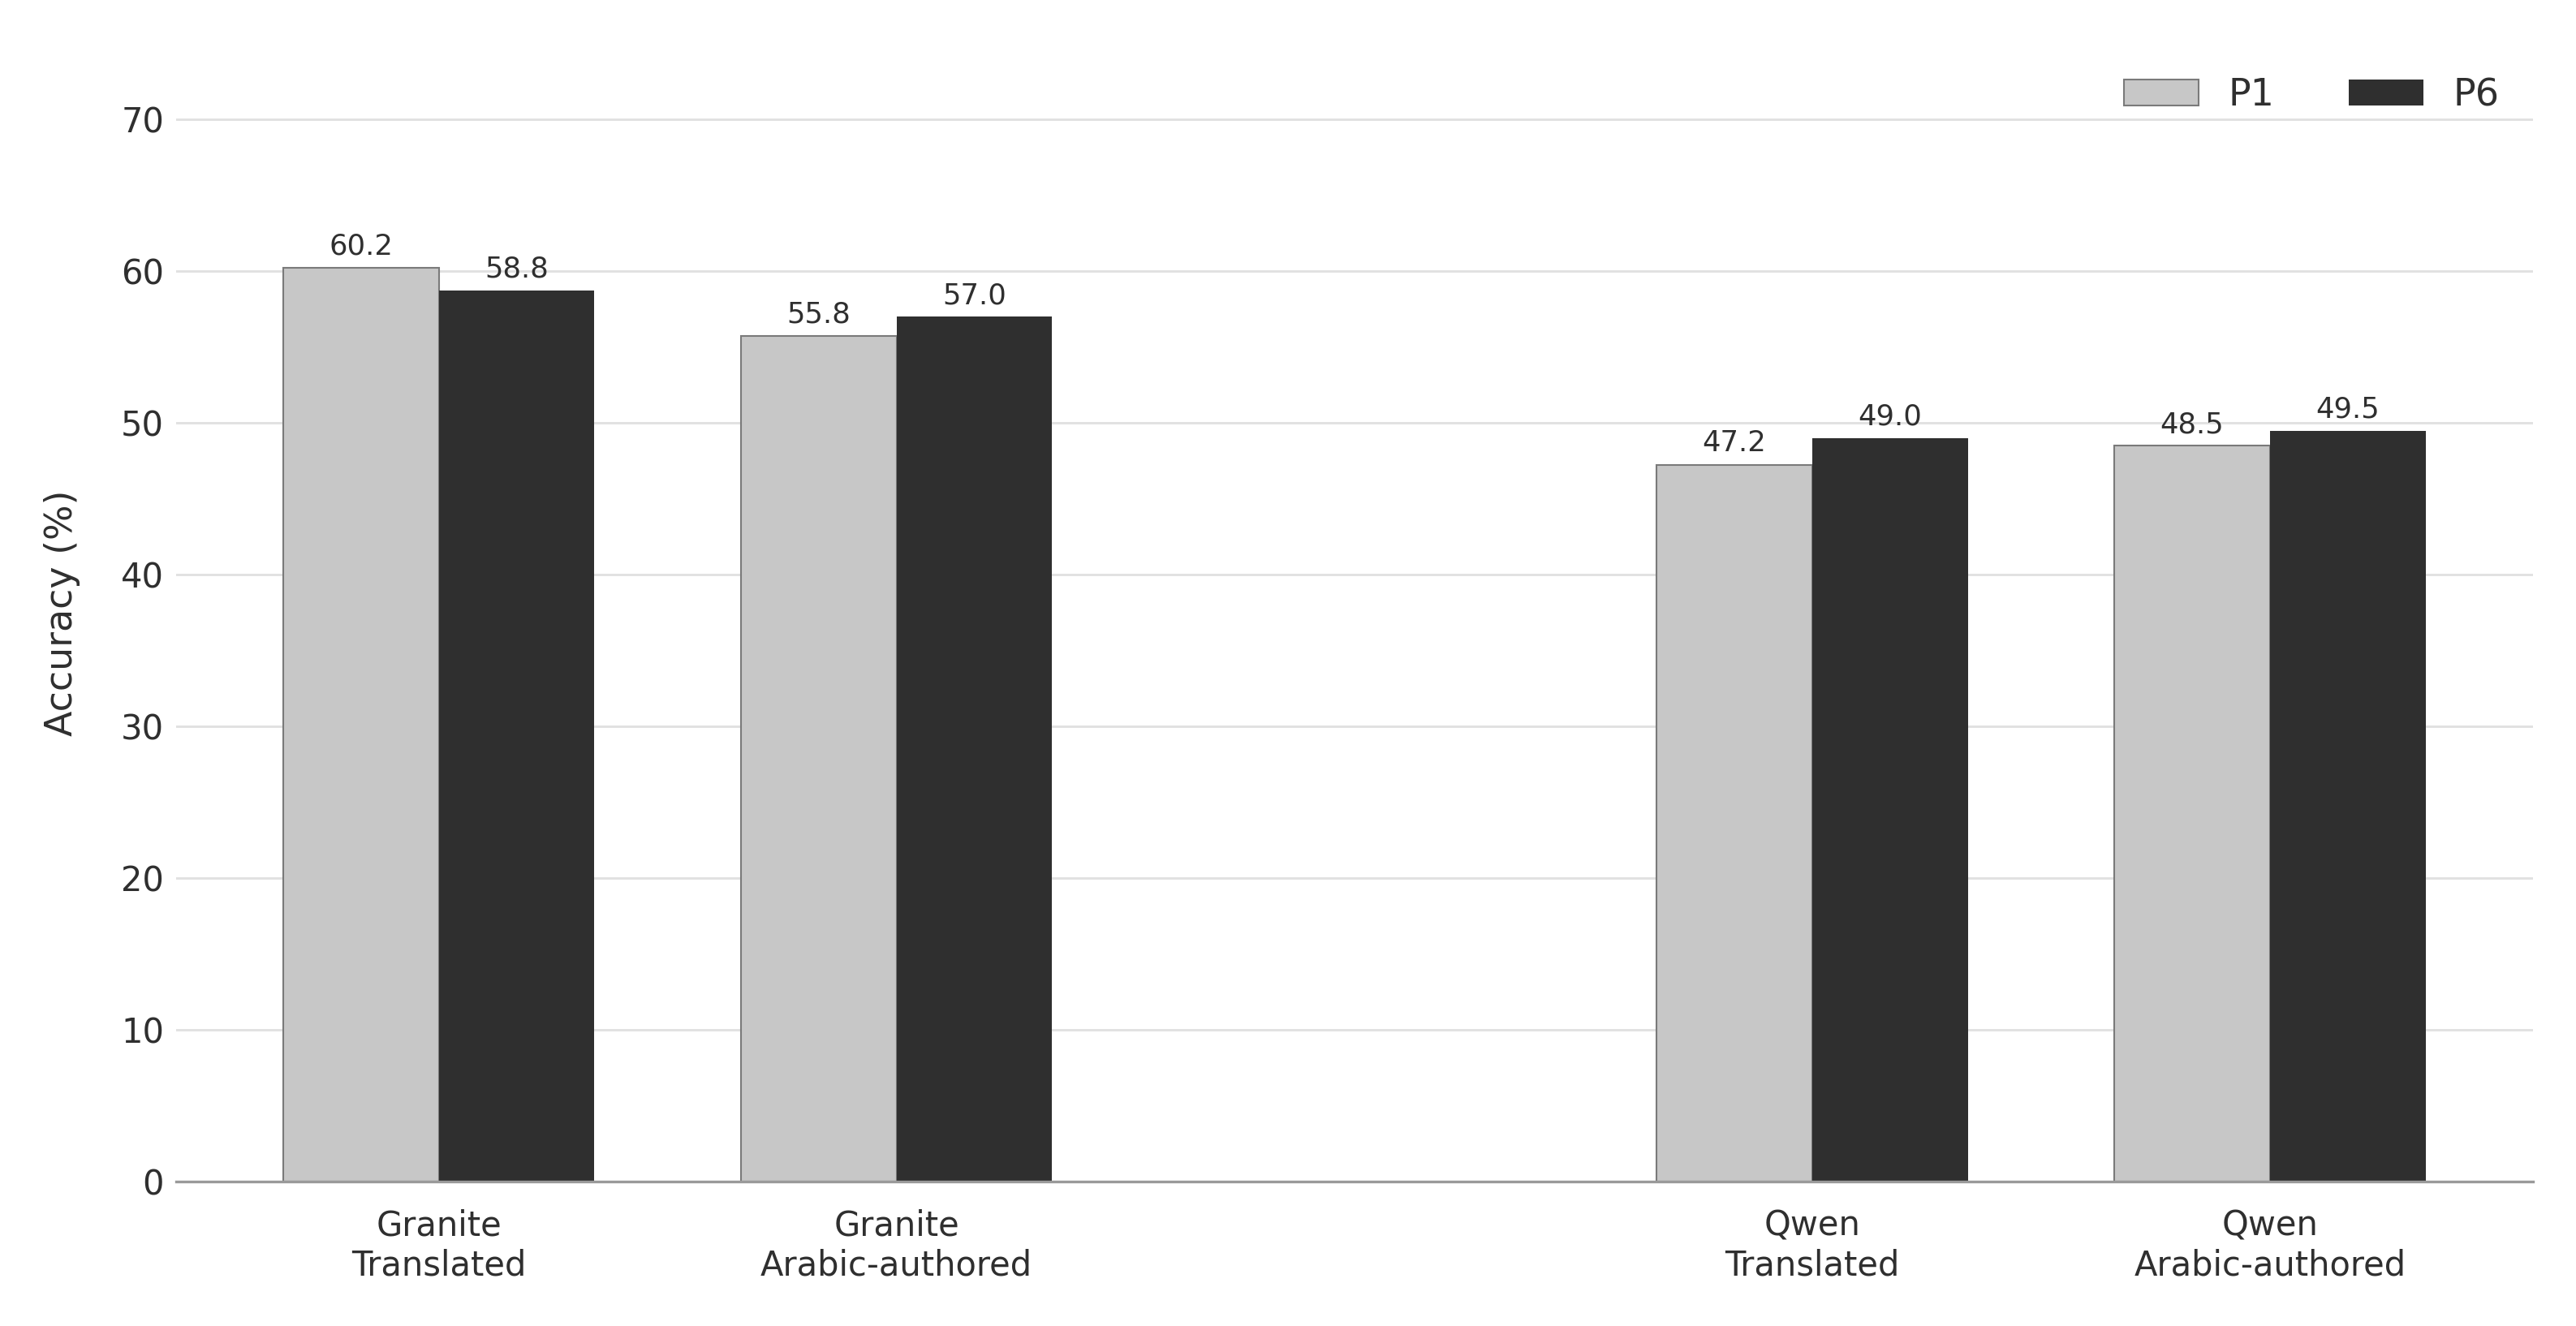 P1 P6
70
60
50
40
30
20
10
0
Accuracy (%)
60.2
58.8
55.8
57.0
47.2
49.0
48.5
49.5
Granite
Translated
Granite
Arabic-authored
Qwen
Translated
Qwen
Arabic-authored